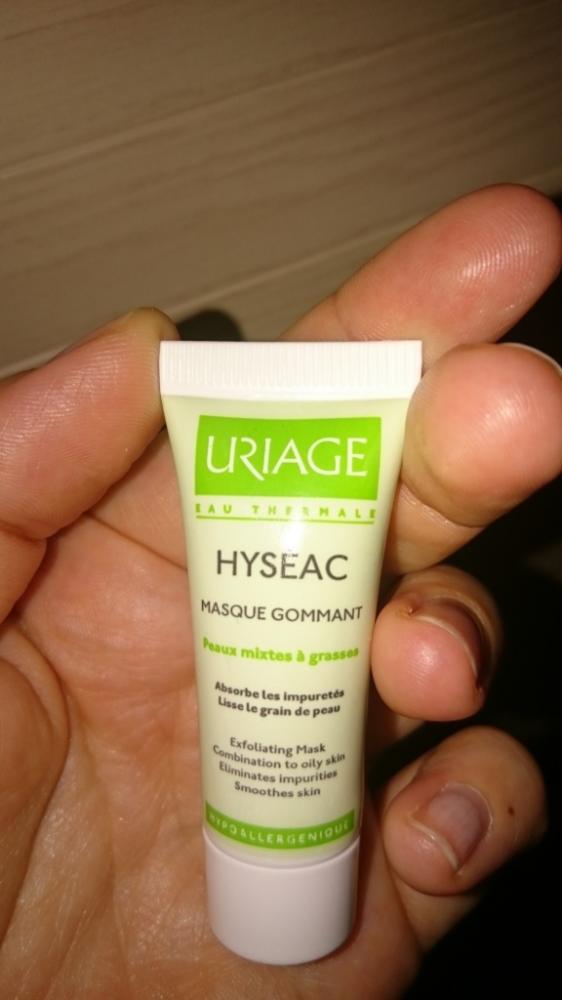 URIAGE
EAU THERMALE
HYSÉAC
MASQUE GOMMANT
Peaux mixtes à grasses
Absorbe les impuretés
Lisse le grain de peau
Exfoliating Mask
Combination to oily skin
Eliminates impurities
Smoothes skin
HYPOALLERGENIQUE